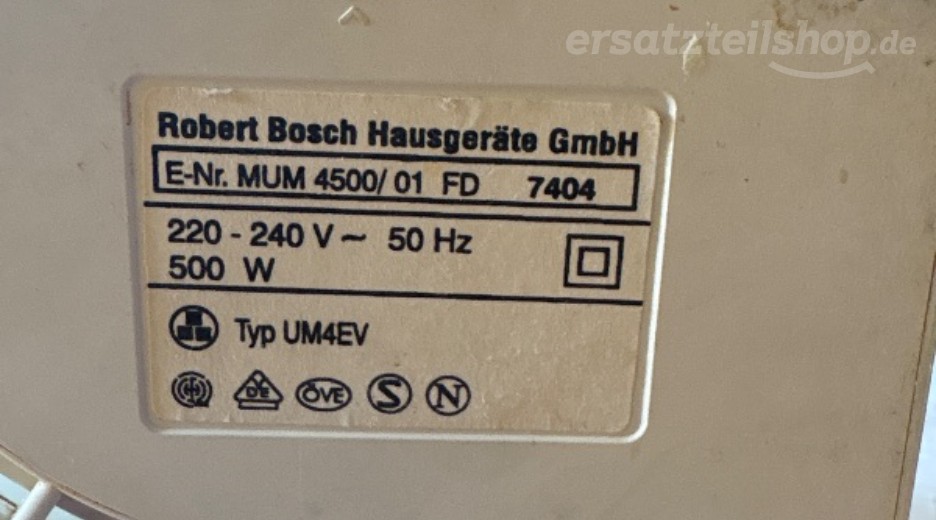 ersatzteilshop.de
Robert Bosch Hausgeräte GmbH
E-Nr. MUM 4500/ 01 FD 7404
220 - 240 V ~ 50 Hz
500 W
Typ UM4EV
DE ÖVE S N